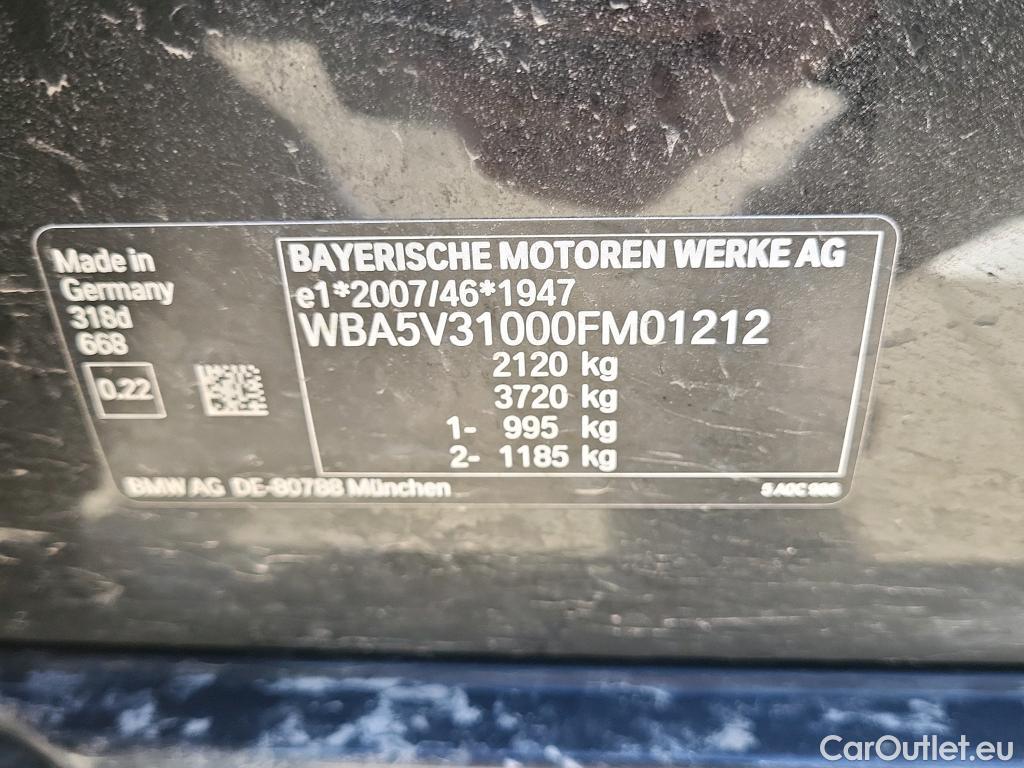 Made in
Germany
318d
668
0.22
BAYERISCHE MOTOREN WERKE AG
e1*2007/46*1947
WBA5V31000FM01212
2120 kg
3720 kg
1- 995 kg
2- 1185 kg
BMW AG DE-80788 München
CarOutlet.eu